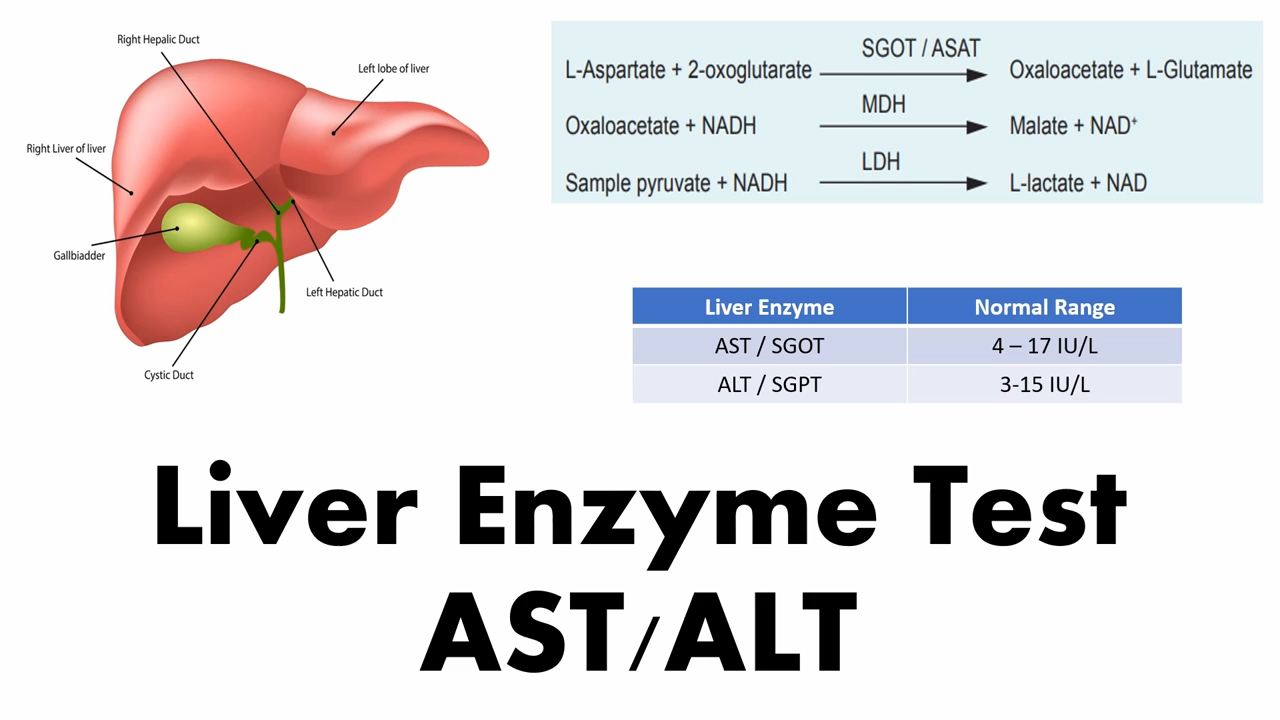 Right Hepalic Duct
Left lobe of liver
Right Liver of liver
Gallbiadder
Left Hepatic Duct
Cystic Duct
SGOT / ASAT
L-Aspartate + 2-oxoglutarate Oxaloacetate + L-Glutamate
MDH
Oxaloacetate + NADH Malate + NAD⁺
LDH
Sample pyruvate + NADH L-lactate + NAD
Liver Enzyme Normal Range
AST / SGOT 4 – 17 IU/L
ALT / SGPT 3-15 IU/L
Liver Enzyme Test
AST/ALT